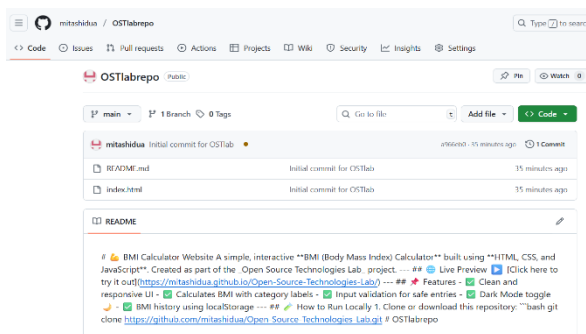 mitashidua / OSTlabrepo
Type / to search
Code Issues Pull requests Actions Projects Wiki Security Insights Settings
OSTlabrepo Public
Pin Watch 0
main 1 Branch 0 Tags Go to file t Add file Code
mitashidua Initial commit for OSTlab a966eb0 · 35 minutes ago 1 Commit
README.md Initial commit for OSTlab 35 minutes ago
index.html Initial commit for OSTlab 35 minutes ago
README
# 💪 BMI Calculator Website A simple, interactive **BMI (Body Mass Index) Calculator** built using **HTML, CSS, and
JavaScript**. Created as part of the _Open Source Technologies Lab_ project. --- ## 🌐 Live Preview ▶️ [Click here to
try it out](https://mitashidua.github.io/Open-Source-Technologies-Lab/) --- ## 📌 Features - ✅ Clean and
responsive UI - ✅ Calculates BMI with category labels - ✅ Input validation for safe entries - ✅ Dark Mode toggle
🌙 - ✅ BMI history using localStorage --- ## 🧪 How to Run Locally 1. Clone or download this repository: ```bash git
clone https://github.com/mitashidua/Open_Source_Technologies_Lab.git # OSTlabrepo